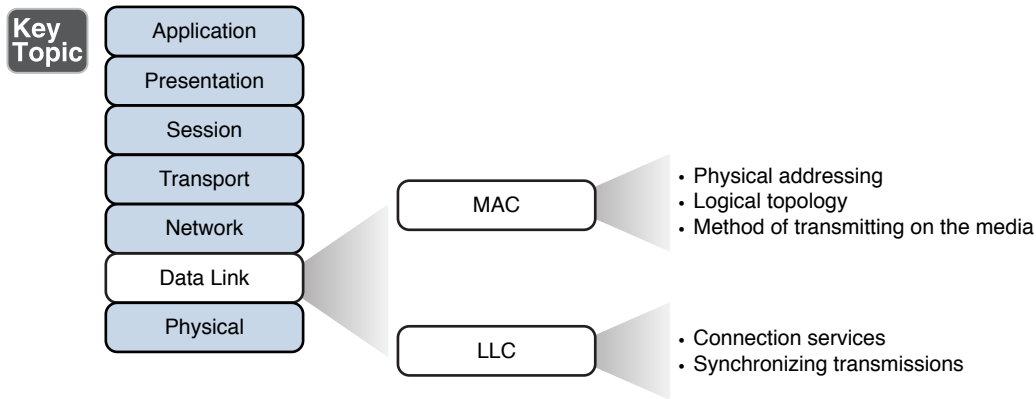 Key
Topic
Application
Presentation
Session
Transport
Network
Data Link
Physical
MAC
• Physical addressing
• Logical topology
• Method of transmitting on the media
LLC
• Connection services
• Synchronizing transmissions